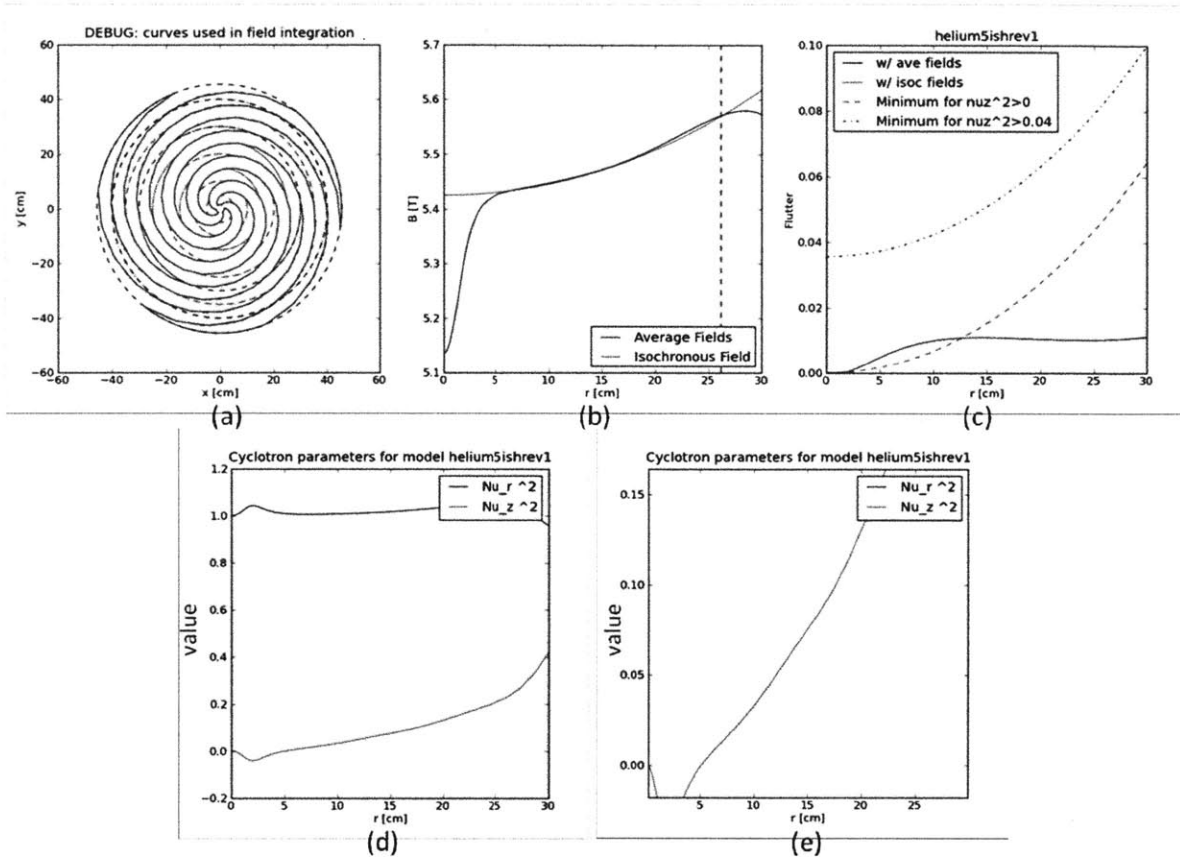 DEBUG: curves used in field integration
60
40
20
0
−20
−40
−60
−60
−40
−20
0
20
40
60
y [cm]
x [cm]
(a)
5.7
5.6
5.5
5.4
5.3
5.2
5.1
0
5
10
15
20
25
30
B [T]
r [cm]
Average Fields
Isochronous Field
(b)
helium5ishrev1
0.10
0.08
0.06
0.04
0.02
0.00
0
5
10
15
20
25
30
Flutter
r [cm]
w/ ave fields
w/ isoc fields
Minimum for nuz^2>0
Minimum for nuz^2>0.04
(c)
Cyclotron parameters for model helium5ishrev1
1.2
1.0
0.8
0.6
0.4
0.2
0.0
−0.2
0
5
10
15
20
25
30
value
r [cm]
Nu_r ^2
Nu_z ^2
(d)
Cyclotron parameters for model helium5ishrev1
0.15
0.10
0.05
0.00
5
10
15
20
25
value
r [cm]
Nu_r ^2
Nu_z ^2
(e)